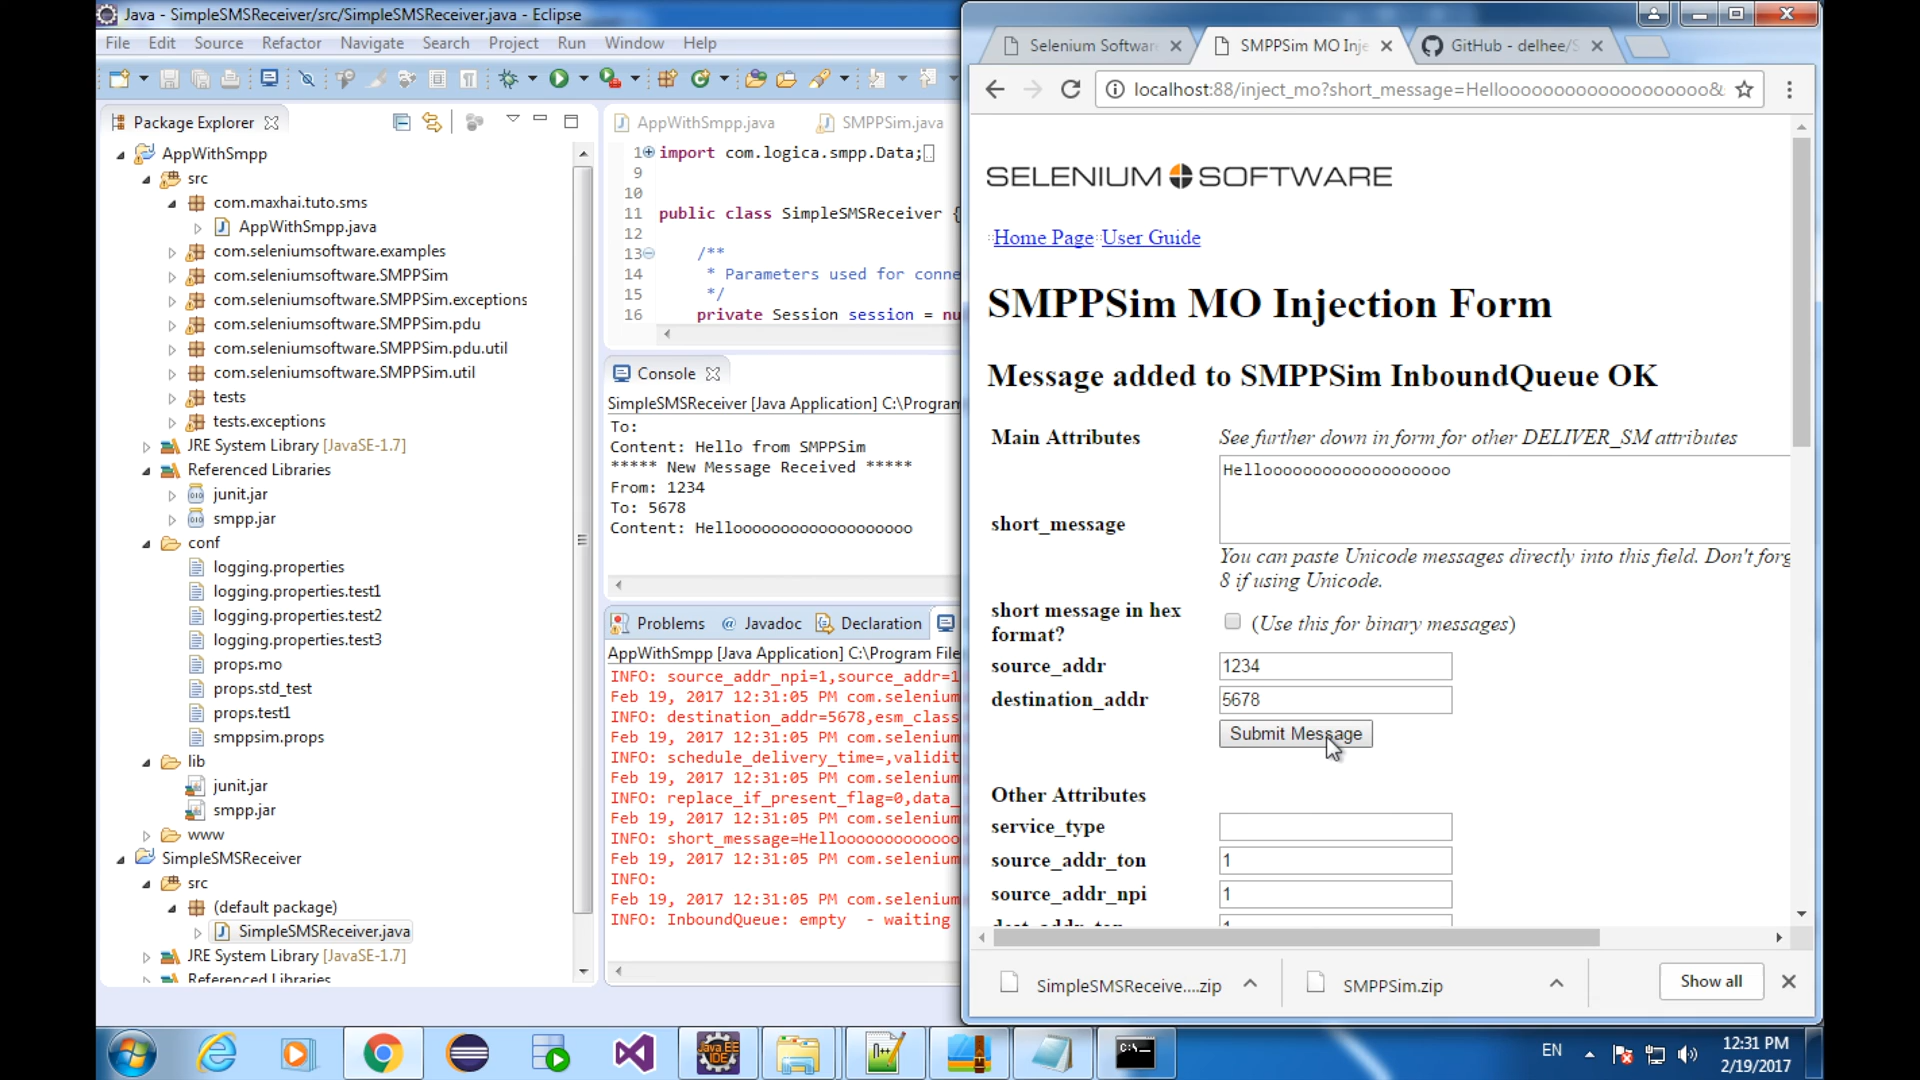 Java - SimpleSMSReceiver/src/SimpleSMSReceiver.java - Eclipse
File Edit Source Refactor Navigate Search Project Run Window Help
Package Explorer
AppWithSmpp
src
com.maxhai.tuto.sms
AppWithSmpp.java
com.seleniumsoftware.examples
com.seleniumsoftware.SMPPSim
com.seleniumsoftware.SMPPSim.exceptions
com.seleniumsoftware.SMPPSim.pdu
com.seleniumsoftware.SMPPSim.pdu.util
com.seleniumsoftware.SMPPSim.util
tests
tests.exceptions
JRE System Library [JavaSE-1.7]
Referenced Libraries
junit.jar
smpp.jar
conf
logging.properties
logging.properties.test1
logging.properties.test2
logging.properties.test3
props.mo
props.std_test
props.test1
smppsim.props
lib
junit.jar
smpp.jar
www
SimpleSMSReceiver
src
(default package)
SimpleSMSReceiver.java
JRE System Library [JavaSE-1.7]
Referenced Libraries
AppWithSmpp.java SMPPSim.java
1 import com.logica.smpp.Data;
9
10
11 public class SimpleSMSReceiver {
12
13 /**
14 * Parameters used for conne
15 */
16 private Session session = nu
Console
SimpleSMSReceiver [Java Application] C:\Program
To:
Content: Hello from SMPPSim
***** New Message Received *****
From: 1234
To: 5678
Content: Hellooooooooooooooooooo
Problems @ Javadoc Declaration
AppWithSmpp [Java Application] C:\Program File
INFO: source_addr_npi=1,source_addr=1
Feb 19, 2017 12:31:05 PM com.selenium
INFO: destination_addr=5678,esm_class
Feb 19, 2017 12:31:05 PM com.selenium
INFO: schedule_delivery_time=,validit
Feb 19, 2017 12:31:05 PM com.selenium
INFO: replace_if_present_flag=0,data_
Feb 19, 2017 12:31:05 PM com.selenium
INFO: short_message=Hellooooooooooooo
Feb 19, 2017 12:31:05 PM com.selenium
INFO:
Feb 19, 2017 12:31:05 PM com.selenium
INFO: InboundQueue: empty - waiting
Selenium Softwar SMPPSim MO Inje GitHub - delhee/S
localhost:88/inject_mo?short_message=Hellooooooooooooooooooo&
SELENIUM SOFTWARE
Home Page User Guide
SMPPSim MO Injection Form
Message added to SMPPSim InboundQueue OK
Main Attributes See further down in form for other DELIVER_SM attributes
Hellooooooooooooooooooo
short_message
You can paste Unicode messages directly into this field. Don't forg
8 if using Unicode.
short message in hex
format? (Use this for binary messages)
source_addr 1234
destination_addr 5678
Submit Message
Other Attributes
service_type
source_addr_ton 1
source_addr_npi 1
dest_addr_ton 1
SimpleSMSReceive....zip SMPPSim.zip Show all
EN 12:31 PM
2/19/2017